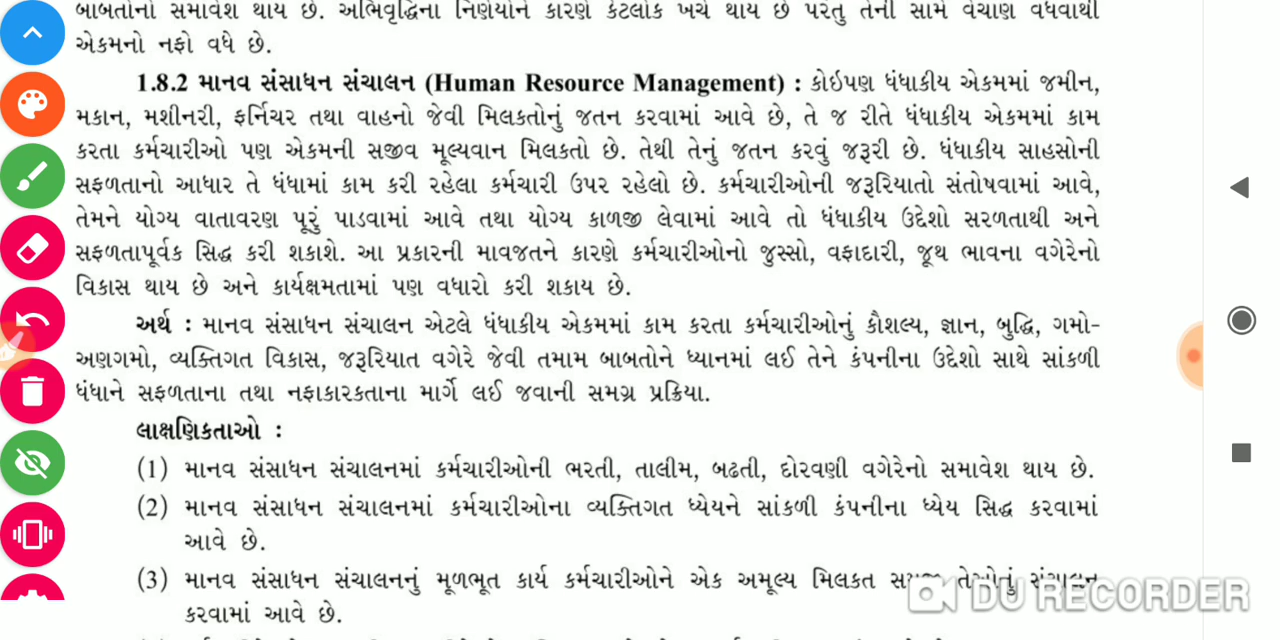 બાબતોનો સમાવેશ થાય છે. અભિવૃદ્ધિના નિર્ણયોને કારણે કેટલોક ખર્ચ થાય છે પરંતુ તેની સામે વેચાણ વધવાથી
એકમનો નફો વધે છે.
1.8.2 માનવ સંસાધન સંચાલન (Human Resource Management) : કોઇપણ ધંધાકીય એકમમાં જમીન,
મકાન, મશીનરી, ફર્નિચર તથા વાહનો જેવી મિલકતોનું જતન કરવામાં આવે છે, તે જ રીતે ધંધાકીય એકમમાં કામ
કરતા કર્મચારીઓ પણ એકમની સજીવ મૂલ્યવાન મિલકતો છે. તેથી તેનું જતન કરવું જરૂરી છે. ધંધાકીય સાહસોની
સફળતાનો આધાર તે ધંધામાં કામ કરી રહેલા કર્મચારી ઉપર રહેલો છે. કર્મચારીઓની જરૂરિયાતો સંતોષવામાં આવે,
તેમને યોગ્ય વાતાવરણ પૂરું પાડવામાં આવે તથા યોગ્ય કાળજી લેવામાં આવે તો ધંધાકીય ઉદ્દેશો સરળતાથી અને
સફળતાપૂર્વક સિદ્ધ કરી શકાશે. આ પ્રકારની માવજતને કારણે કર્મચારીઓનો જુસ્સો, વફાદારી, જૂથ ભાવના વગેરેનો
વિકાસ થાય છે અને કાર્યક્ષમતામાં પણ વધારો કરી શકાય છે.
અર્થ : માનવ સંસાધન સંચાલન એટલે ધંધાકીય એકમમાં કામ કરતા કર્મચારીઓનું કૌશલ્ય, જ્ઞાન, બુદ્ધિ, ગમો-
અણગમો, વ્યક્તિગત વિકાસ, જરૂરિયાત વગેરે જેવી તમામ બાબતોને ધ્યાનમાં લઈ તેને કંપનીના ઉદ્દેશો સાથે સાંકળી
ધંધાને સફળતાના તથા નફાકારકતાના માર્ગે લઈ જવાની સમગ્ર પ્રક્રિયા.
લાક્ષણિકતાઓ :
(1) માનવ સંસાધન સંચાલનમાં કર્મચારીઓની ભરતી, તાલીમ, બઢતી, દોરવણી વગેરેનો સમાવેશ થાય છે.
(2) માનવ સંસાધન સંચાલનમાં કર્મચારીઓના વ્યક્તિગત ધ્યેયને સાંકળી કંપનીના ધ્યેય સિદ્ધ કરવામાં
આવે છે.
(3) માનવ સંસાધન સંચાલનનું મૂળભૂત કાર્ય કર્મચારીઓને એક અમૂલ્ય મિલકત સમજી તેઓનું સંચાલન
કરવામાં આવે છે.
DU RECORDER